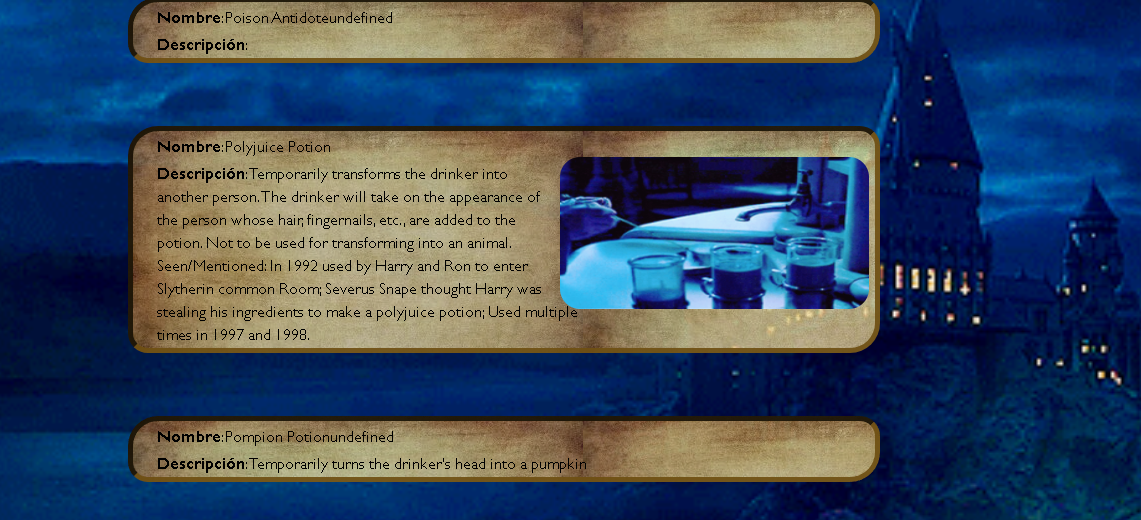 Nombre:Poison Antidoteundefined
Descripción:
Nombre:Polyjuice Potion
Descripción:Temporarily transforms the drinker into
another person.The drinker will take on the appearance of
the person whose hair, fingernails, etc., are added to the
potion. Not to be used for transforming into an animal.
Seen/Mentioned: In 1992 used by Harry and Ron to enter
Slytherin common Room; Severus Snape thought Harry was
stealing his ingredients to make a polyjuice potion; Used multiple
times in 1997 and 1998.
Nombre:Pompion Potionundefined
Descripción:Temporarily turns the drinker's head into a pumpkin